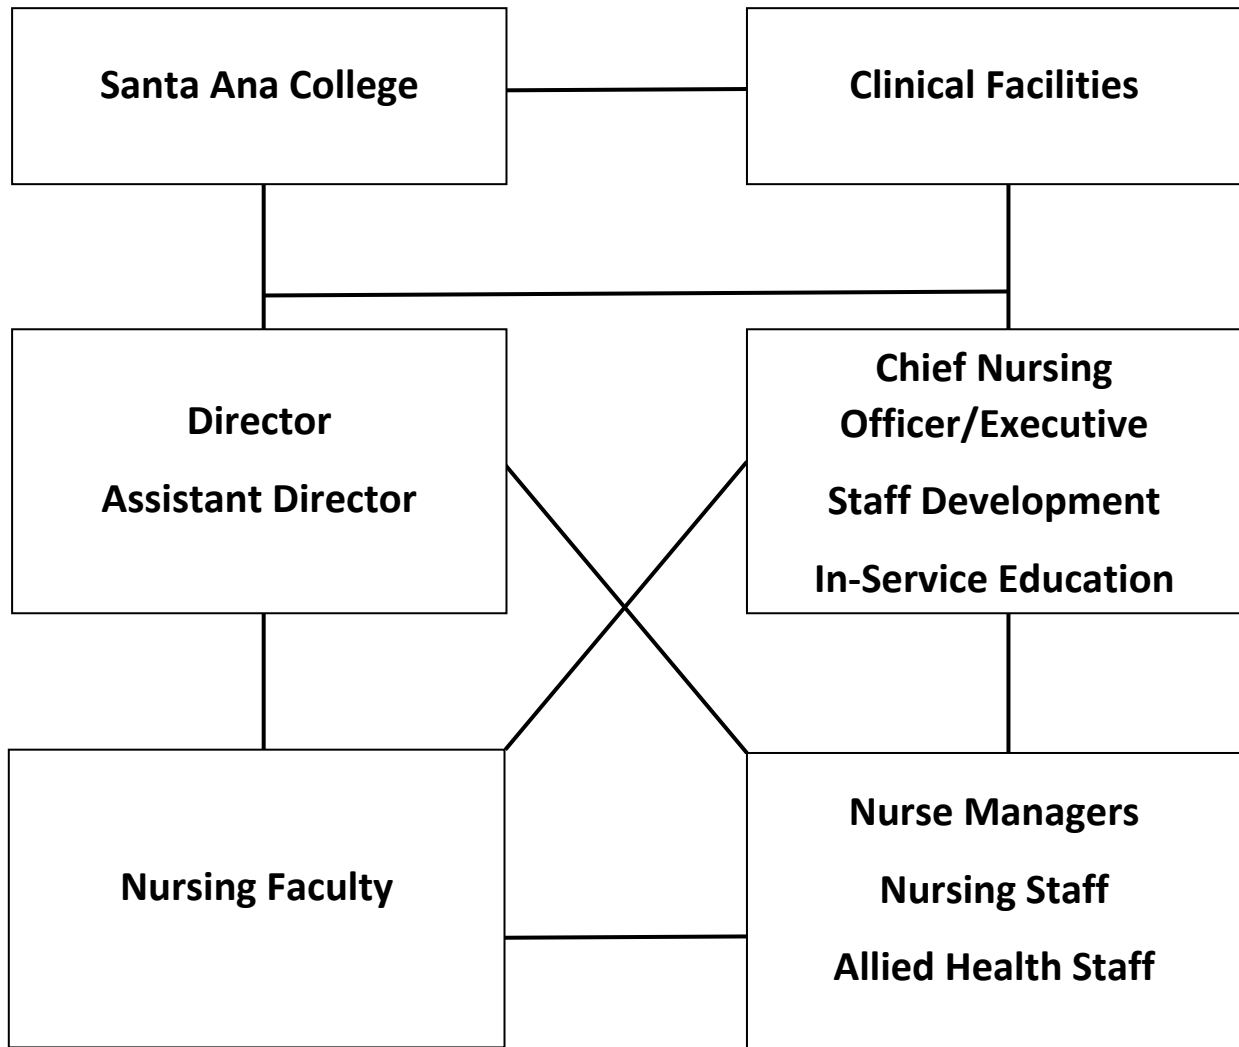 Santa Ana College
Clinical Facilities
Director
Assistant Director
Chief Nursing
Officer/Executive
Staff Development
In-Service Education
Nursing Faculty
Nurse Managers
Nursing Staff
Allied Health Staff